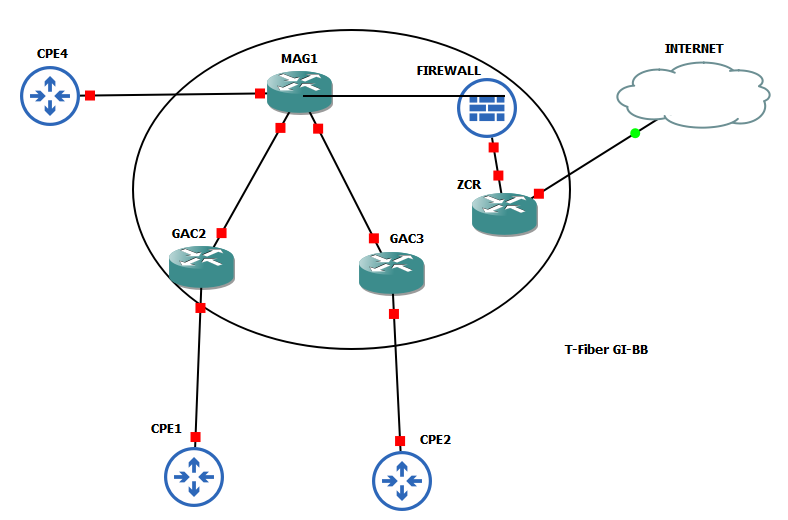 INTERNET
CPE4
MAG1
FIREWALL
ZCR
GAC2
GAC3
T-Fiber GI-BB
CPE1
CPE2